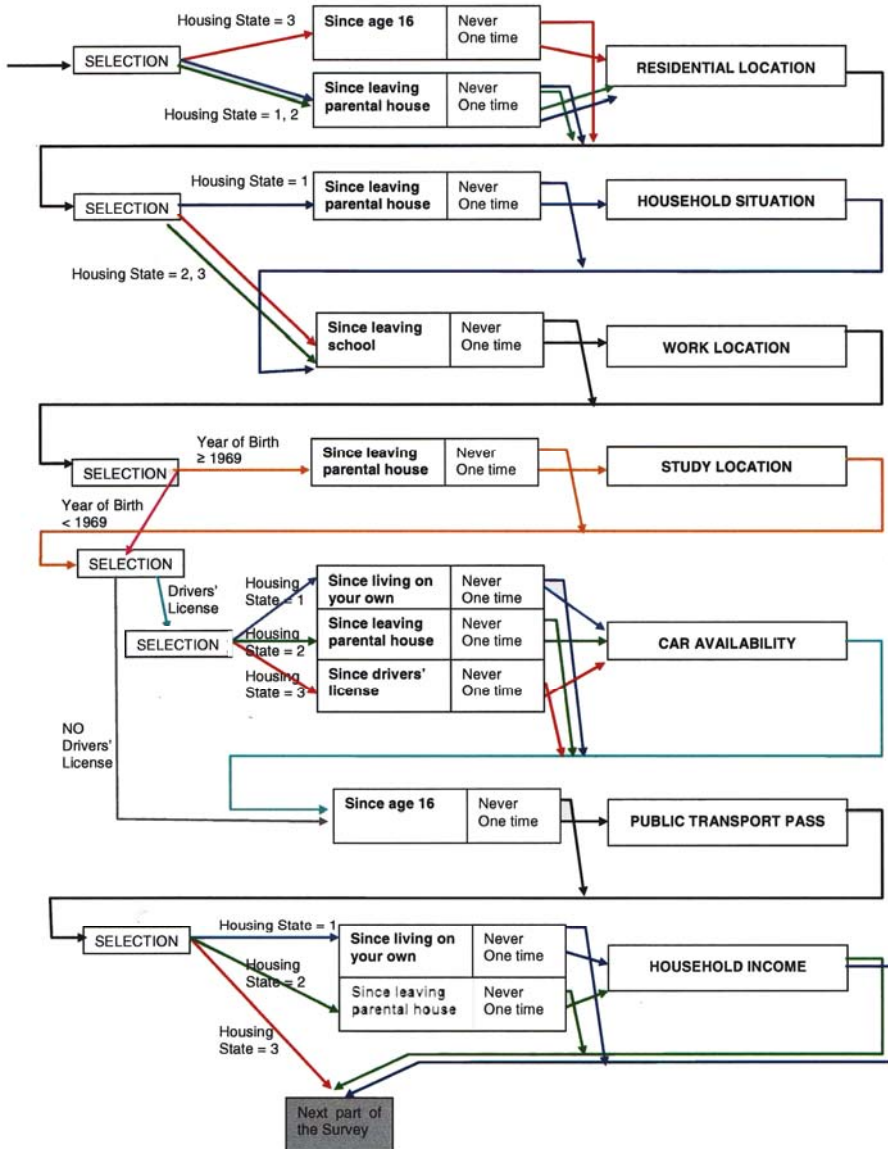 Housing State = 3
Since age 16
Never
One time
SELECTION
RESIDENTIAL LOCATION
Since leaving
parental house
Never
One time
Housing State = 1, 2
Housing State = 1
Since leaving
parental house
Never
One time
SELECTION
HOUSEHOLD SITUATION
Housing State = 2, 3
Since leaving
school
Never
One time
WORK LOCATION
Year of Birth
≥ 1969
Since leaving
parental house
Never
One time
SELECTION
STUDY LOCATION
Year of Birth
< 1969
SELECTION
Drivers'
License
Housing
State = 1
Since living on
your own
Never
One time
SELECTION
Housing
State = 2
Since leaving
parental house
Never
One time
CAR AVAILABILITY
Housing
State = 3
Since drivers'
license
Never
One time
NO
Drivers'
License
Since age 16
Never
One time
PUBLIC TRANSPORT PASS
SELECTION
Housing State = 1
Since living on
your own
Never
One time
HOUSEHOLD INCOME
Housing
State = 2
Since leaving
parental house
Never
One time
Housing
State = 3
Next part of
the Survey